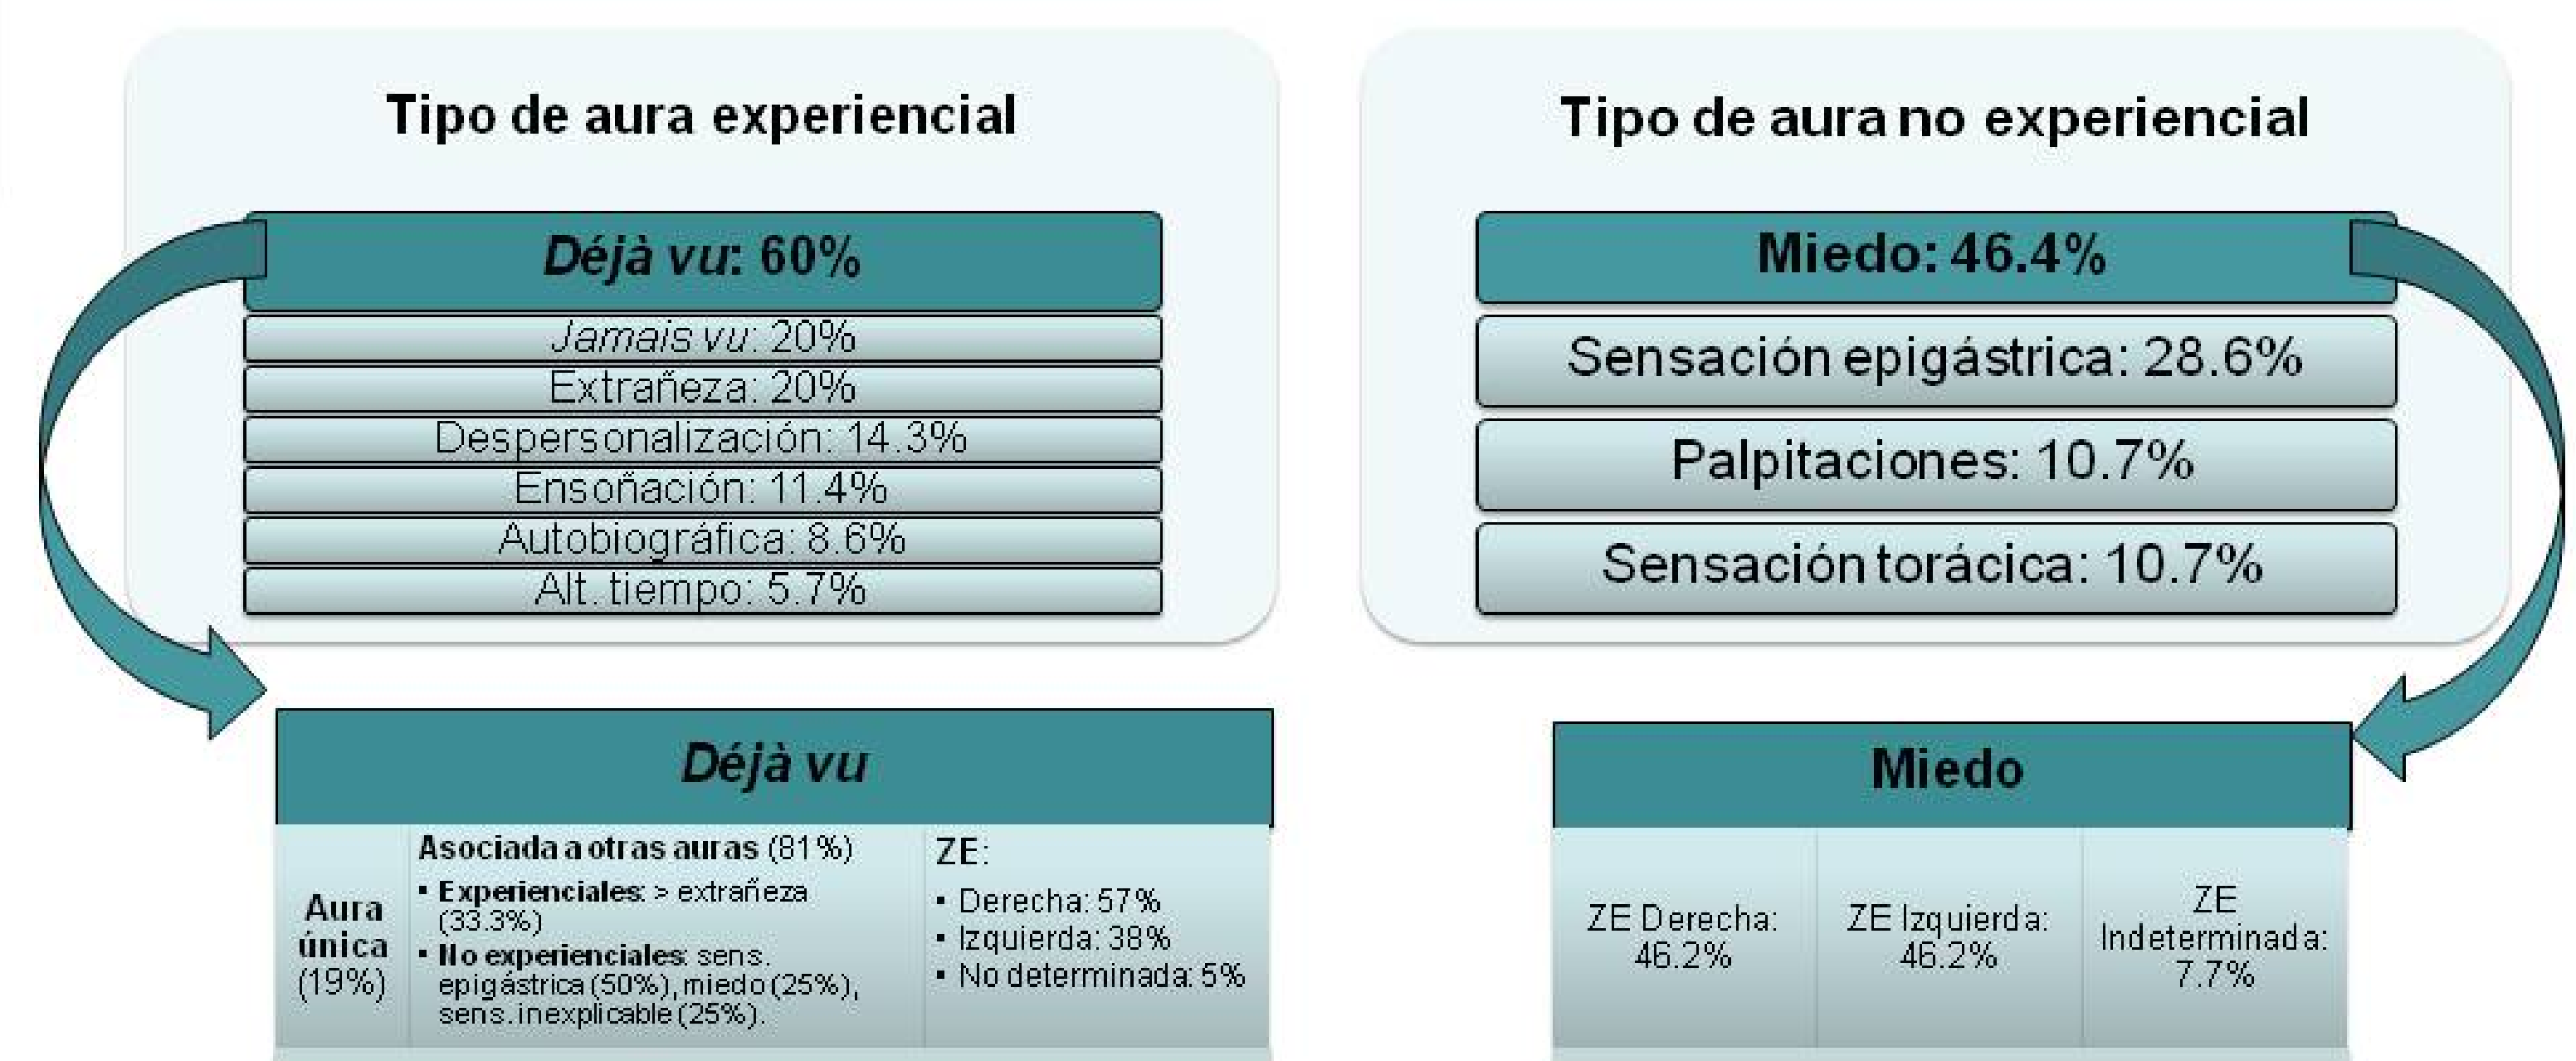 Tipo de aura experiencial
Déjà vu: 60%
Jamais vu: 20%
Extrañeza: 20%
Despersonalización: 14.3%
Ensoñación: 11.4%
Autobiográfica: 8.6%
Alt. tiempo: 5.7%
Tipo de aura no experiencial
Miedo: 46.4%
Sensación epigástrica: 28.6%
Palpitaciones: 10.7%
Sensación torácica: 10.7%
Déjà vu
Aura
única
(19%)
Asociada a otras auras (81%)
▪ Experienciales: > extrañeza
(33.3%)
▪ No experienciales: sens.
epigástrica (50%), miedo (25%),
sens. inexplicable (25%).
ZE:
▪ Derecha: 57%
▪ Izquierda: 38%
▪ No determinada: 5%
Miedo
ZE Derecha:
46.2%
ZE Izquierda:
46.2%
ZE
Indeterminada:
7.7%